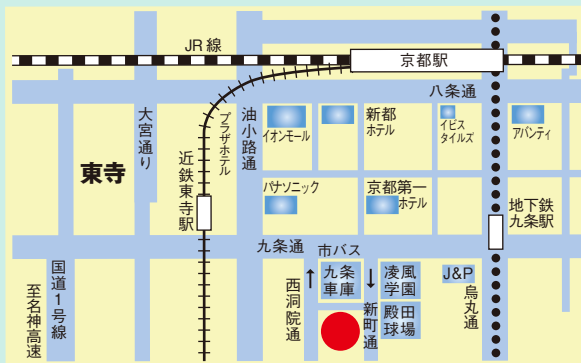 JR線
京都駅
八条通
大宮通り
プラザホテル
油小路通
イオンモール
新都
ホテル
イビス
タイルズ
アバンティ
東寺
近鉄東寺駅
パナソニック
京都第一
ホテル
地下鉄
九条駅
九条通
市バス
九条
車庫
凌風
学園
J&P
烏丸通
国道1号線
至名神高速
西洞院通
新町通
殿田
球場